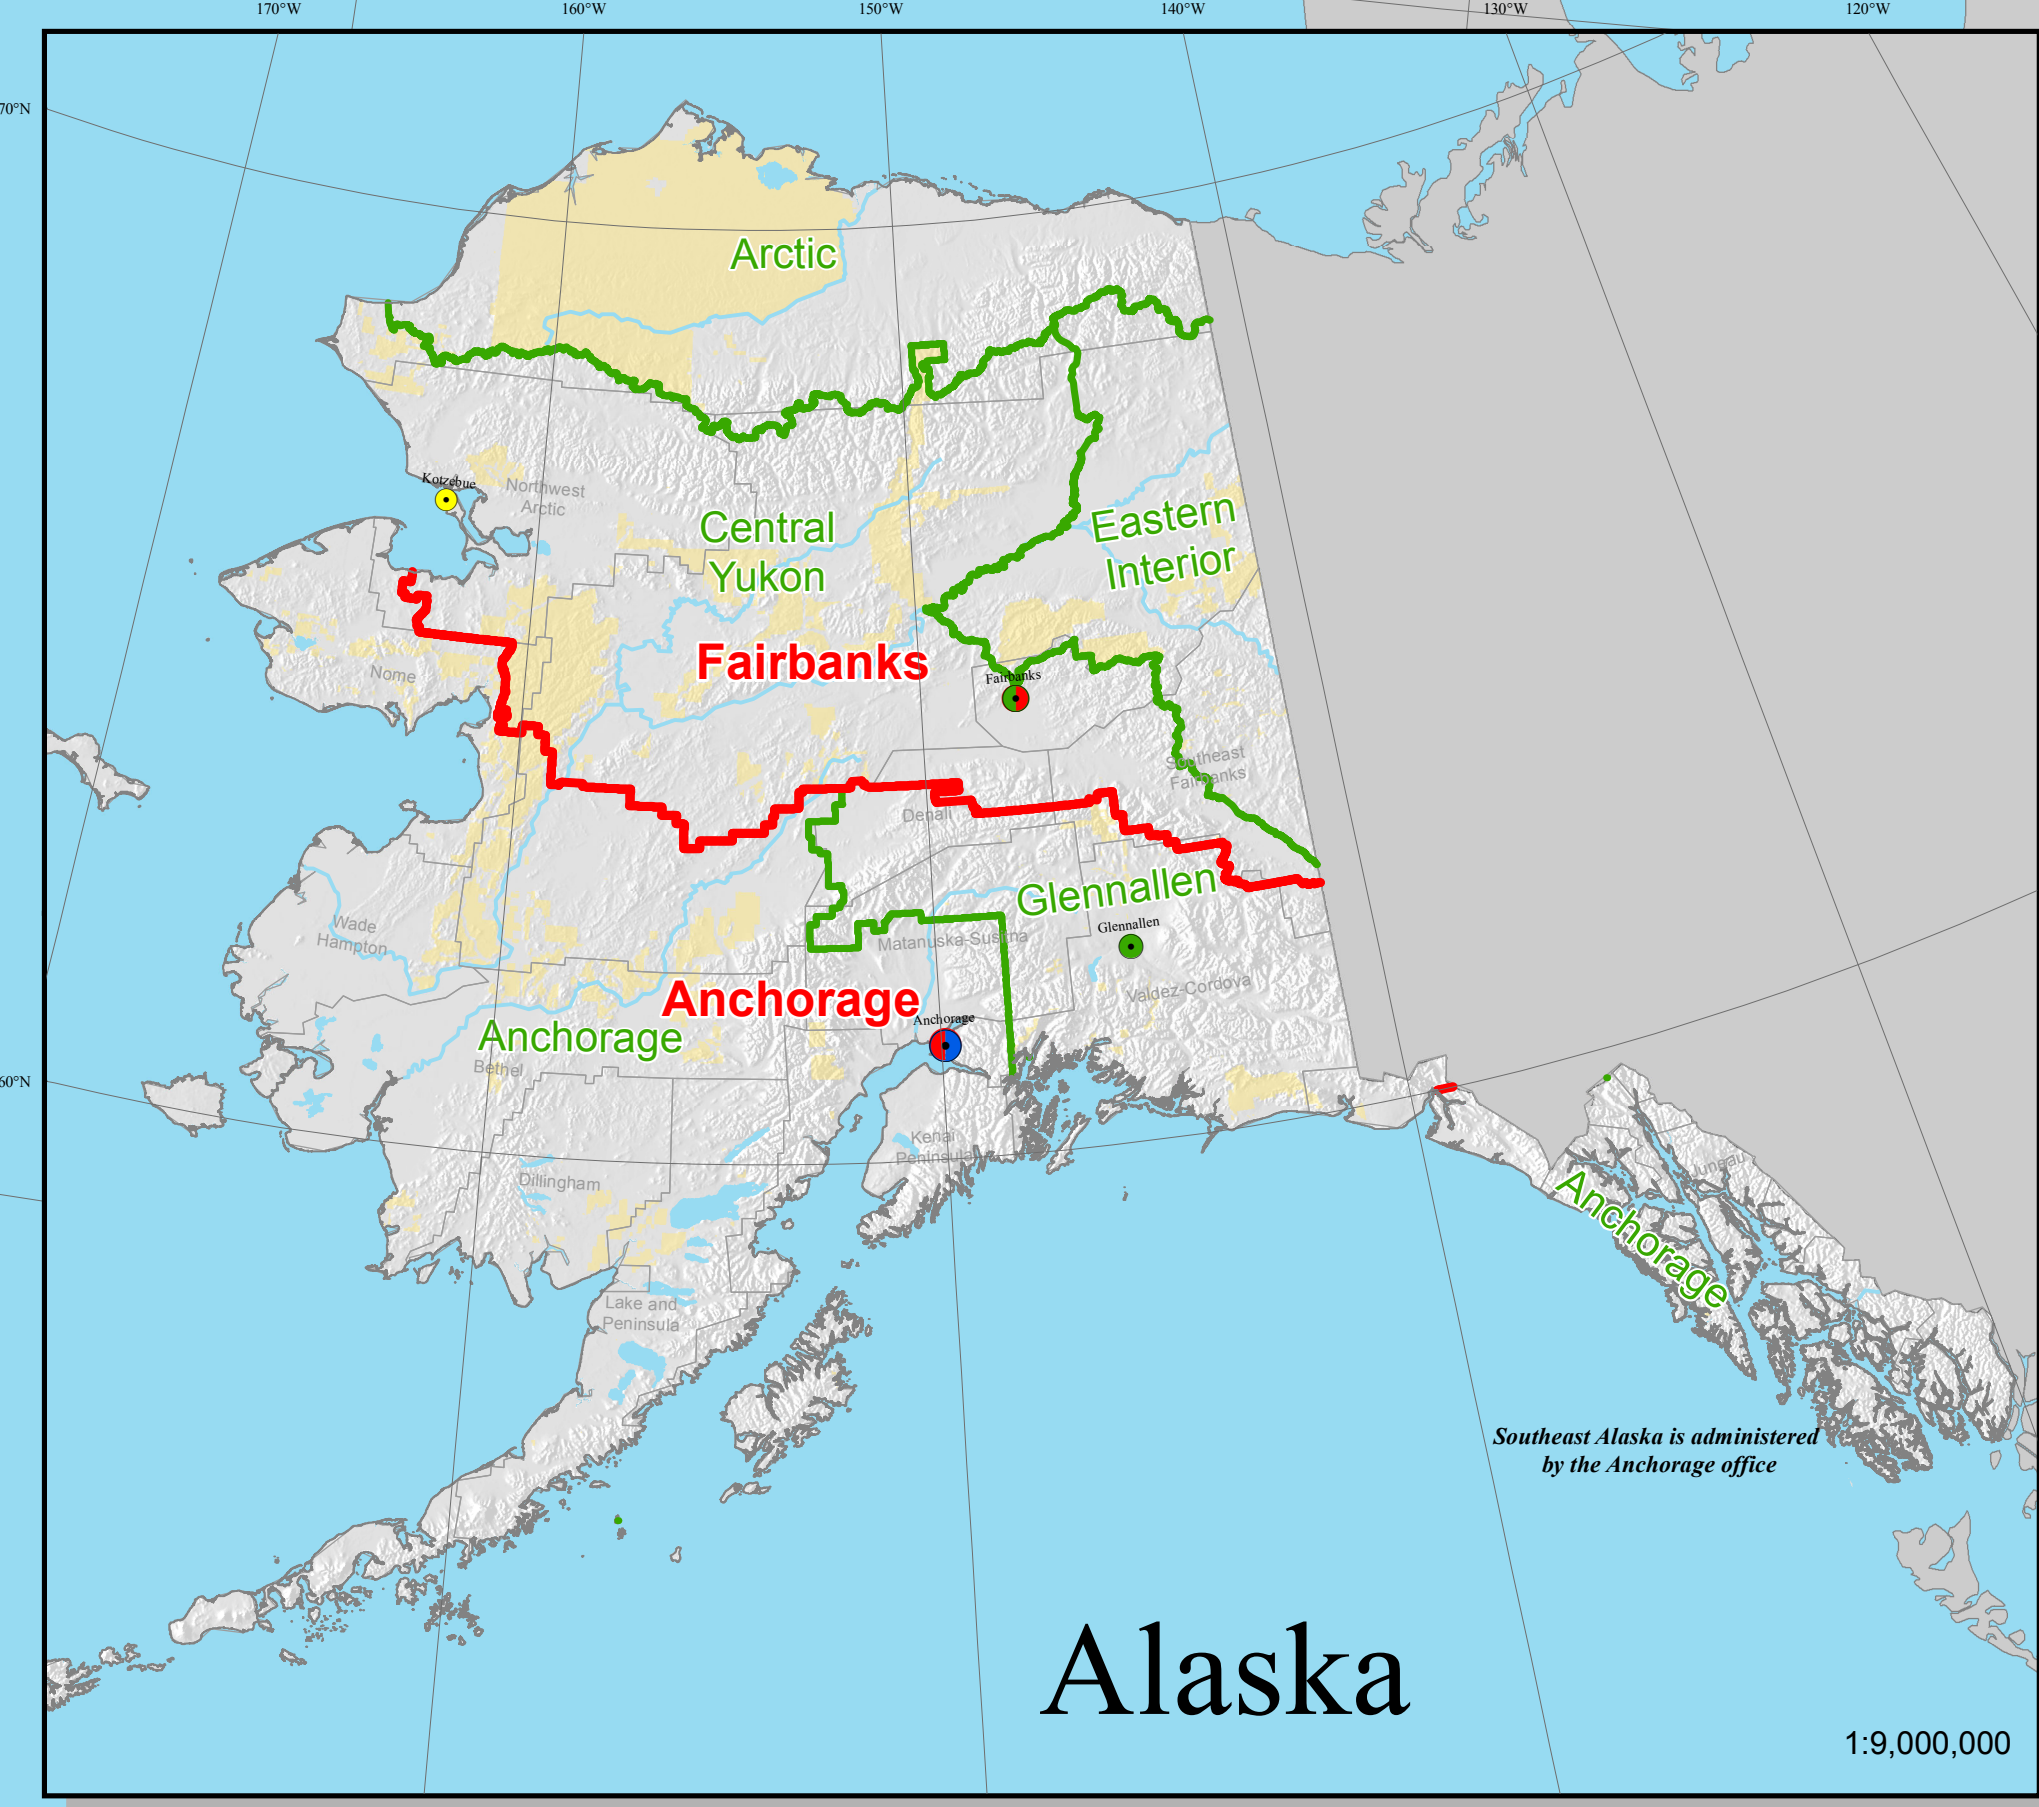 170°W
160°W
150°W
140°W
130°W
120°W
70°N
Arctic
Kotzebue
Northwest
Arctic
Central
Yukon
Eastern
Interior
Fairbanks
Fairbanks
Nome
Southeast
Fairbanks
Denali
Glennallen
Glennallen
Wade
Hampton
Matanuska-Susitna
Valdez-Cordova
Anchorage
Anchorage
Anchorage
Bethel
60°N
Kenai
Peninsula
Dillingham
Juneau
Anchorage
Lake and
Peninsula
Southeast Alaska is administered
by the Anchorage office
Alaska
1:9,000,000